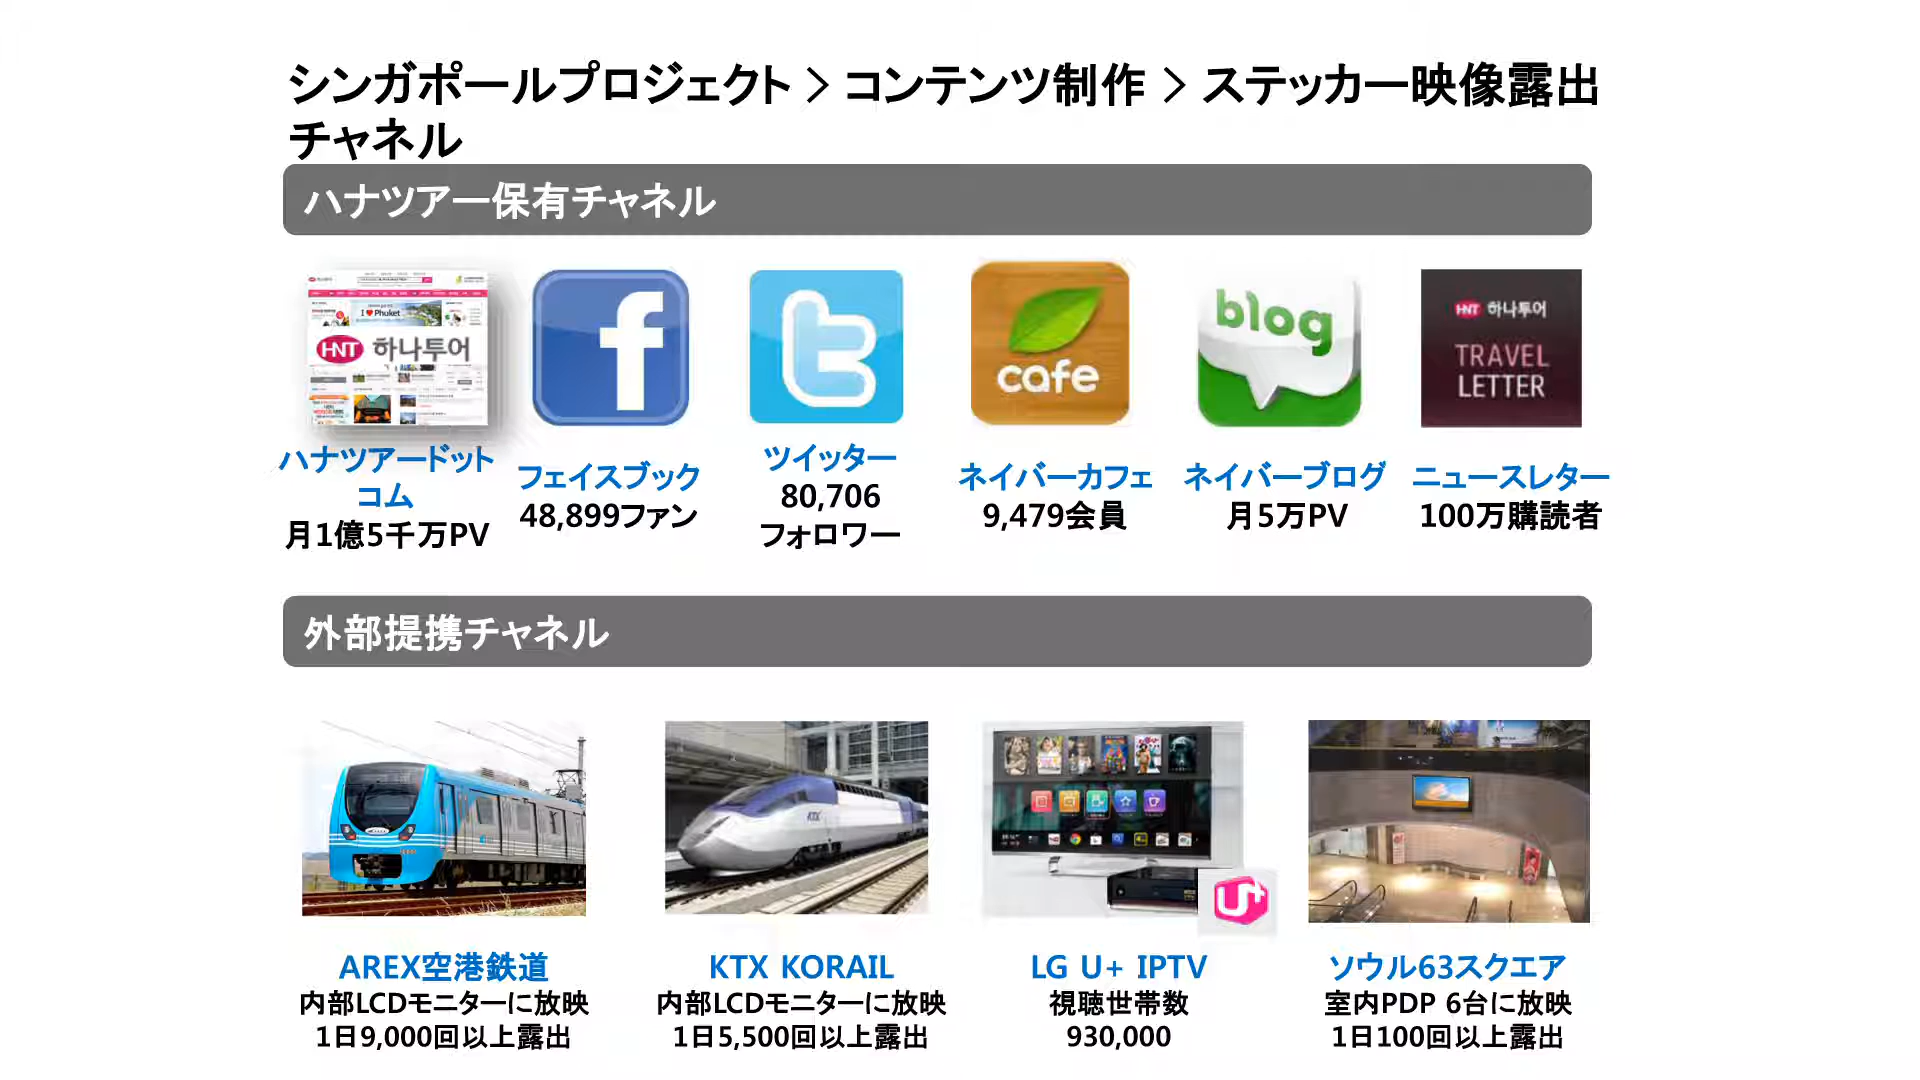 シンガポールプロジェクト > コンテンツ制作 > ステッカー映像露出
チャネル
ハナツアー保有チャネル
I ♥ Phuket
HNT 하나투어
blog
cafe
HNT 하나투어
TRAVEL
LETTER
ハナツアードット
コム
月1億5千万PV
フェイスブック
48,899ファン
ツイッター
80,706
フォロワー
ネイバーカフェ
9,479会員
ネイバーブログ
月5万PV
ニュースレター
100万購読者
外部提携チャネル
KTX
U+
AREX空港鉄道
内部LCDモニターに放映
1日9,000回以上露出
KTX KORAIL
内部LCDモニターに放映
1日5,500回以上露出
LG U+ IPTV
視聴世帯数
930,000
ソウル63スクエア
室内PDP 6台に放映
1日100回以上露出